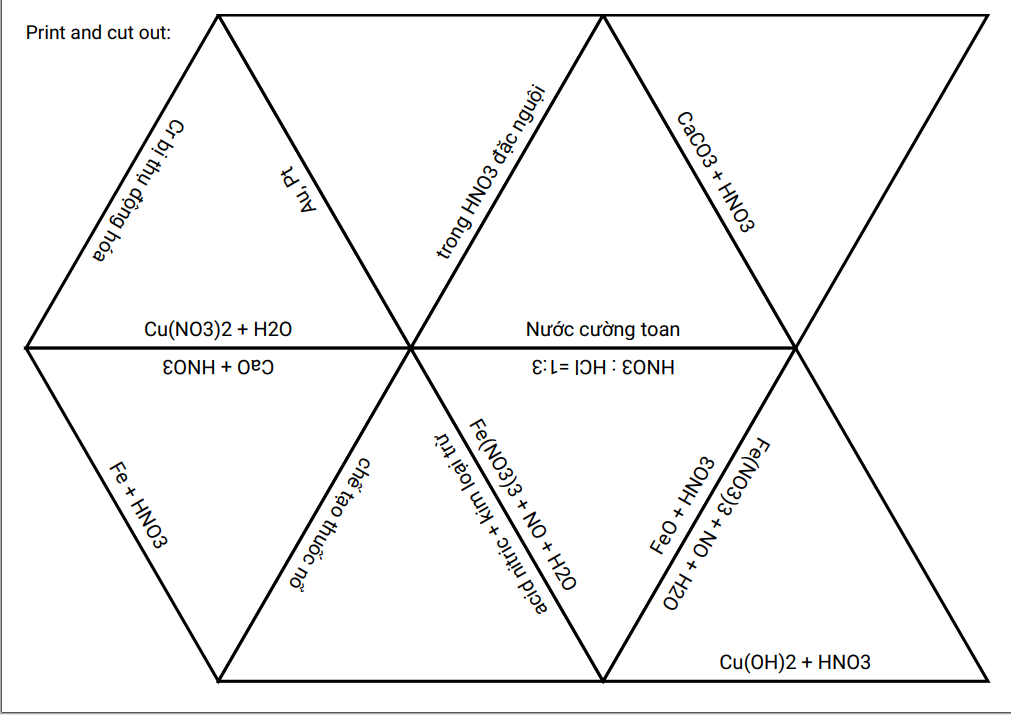 Print and cut out:
Cr bị thụ động hóa
Au, Pt
trong HNO3 đặc nguội
CaCO3 + HNO3
Cu(NO3)2 + H2O
Nước cường toan
CaO + HNO3
HNO3 : HCl =1:3
Fe + HNO3
chế tạo thuốc nổ
acid nitric + Kim loại trừ
Fe(NO3)3 + NO + H2O
FeO + HNO3
Fe(NO3)3 + NO + H2O
Cu(OH)2 + HNO3